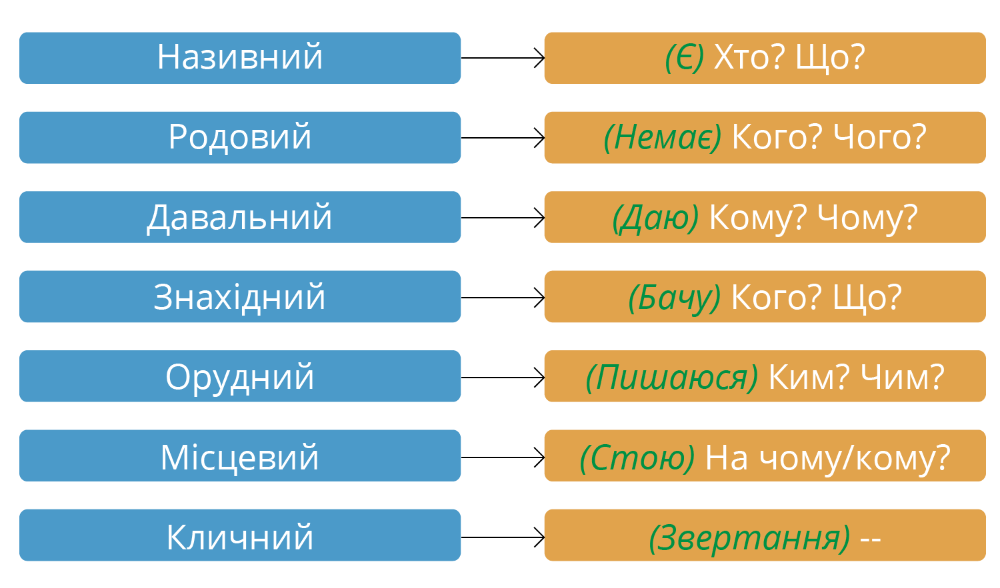 Називний
(Є) Хто? Що?
Родовий
(Немає) Кого? Чого?
Давальний
(Даю) Кому? Чому?
Знахідний
(Бачу) Кого? Що?
Орудний
(Пишаюся) Ким? Чим?
Місцевий
(Стою) На чому/кому?
Кличний
(Звертання) --